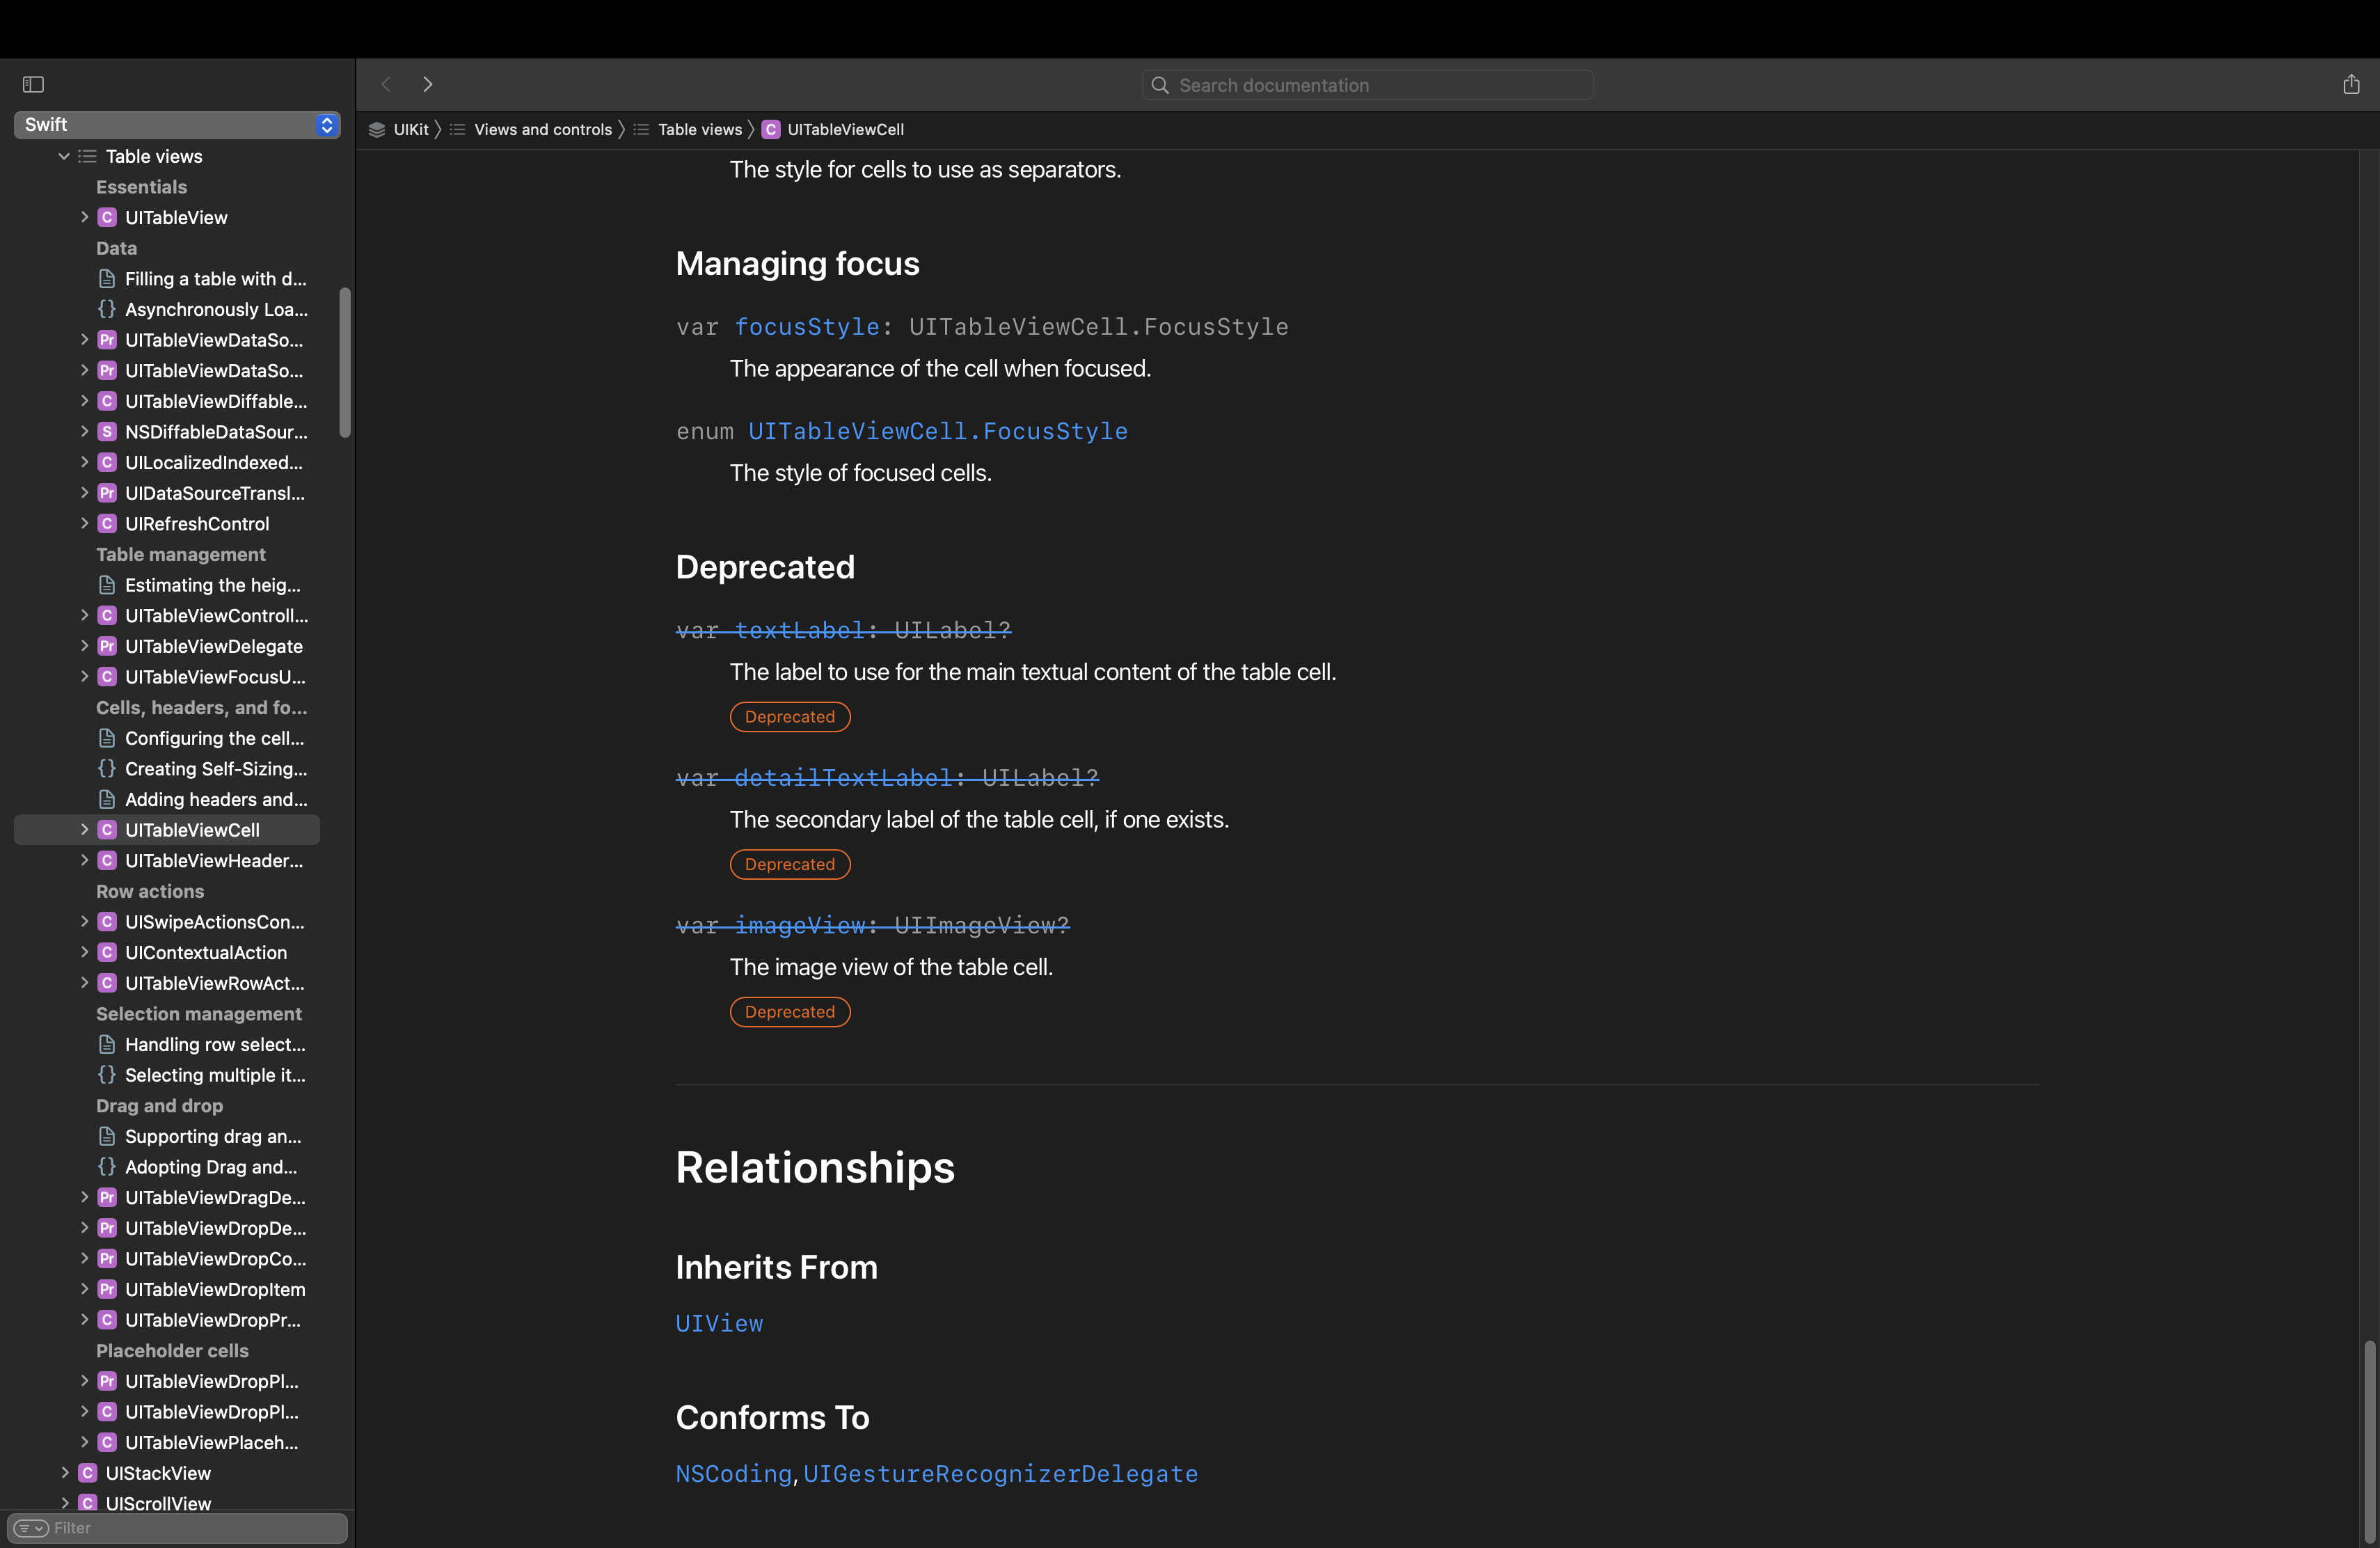 Swift
Table views
Essentials
C UITableView
Data
Filling a table with d...
{} Asynchronously Loa...
Pr UITableViewDataSo...
Pr UITableViewDataSo...
C UITableViewDiffable...
S NSDiffableDataSour...
C UILocalizedIndexed...
Pr UIDataSourceTransl...
C UIRefreshControl
Table management
Estimating the heig...
C UITableViewControll...
Pr UITableViewDelegate
C UITableViewFocusU...
Cells, headers, and fo...
Configuring the cell...
{} Creating Self-Sizing...
Adding headers and...
C UITableViewCell
C UITableViewHeader...
Row actions
C UISwipeActionsCon...
C UIContextualAction
C UITableViewRowAct...
Selection management
Handling row select...
{} Selecting multiple it...
Drag and drop
Supporting drag an...
{} Adopting Drag and...
Pr UITableViewDragDe...
Pr UITableViewDropDe...
Pr UITableViewDropCo...
Pr UITableViewDropItem
C UITableViewDropPr...
Placeholder cells
Pr UITableViewDropPl...
C UITableViewDropPl...
C UITableViewPlaceh...
C UIStackView
C UIScrollView
Filter
Search documentation
UIKit Views and controls Table views C UITableViewCell
The style for cells to use as separators.
Managing focus
var focusStyle: UITableViewCell.FocusStyle
The appearance of the cell when focused.
enum UITableViewCell.FocusStyle
The style of focused cells.
Deprecated
var textLabel: UILabel?
The label to use for the main textual content of the table cell.
Deprecated
var detailTextLabel: UILabel?
The secondary label of the table cell, if one exists.
Deprecated
var imageView: UIImageView?
The image view of the table cell.
Deprecated
Relationships
Inherits From
UIView
Conforms To
NSCoding, UIGestureRecognizerDelegate